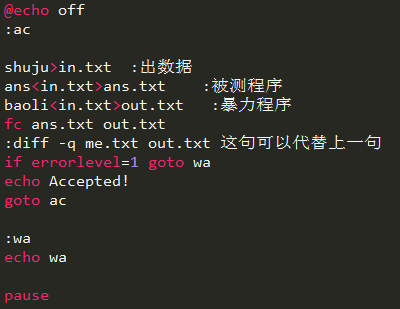 @echo off
:ac
shuju>in.txt  :出数据
ans<in.txt>ans.txt    :被测程序
baoli<in.txt>out.txt   :暴力程序
fc ans.txt out.txt
:diff -q me.txt out.txt 这句可以代替上一句
if errorlevel=1 goto wa
echo Accepted!
goto ac
:wa
echo wa
pause